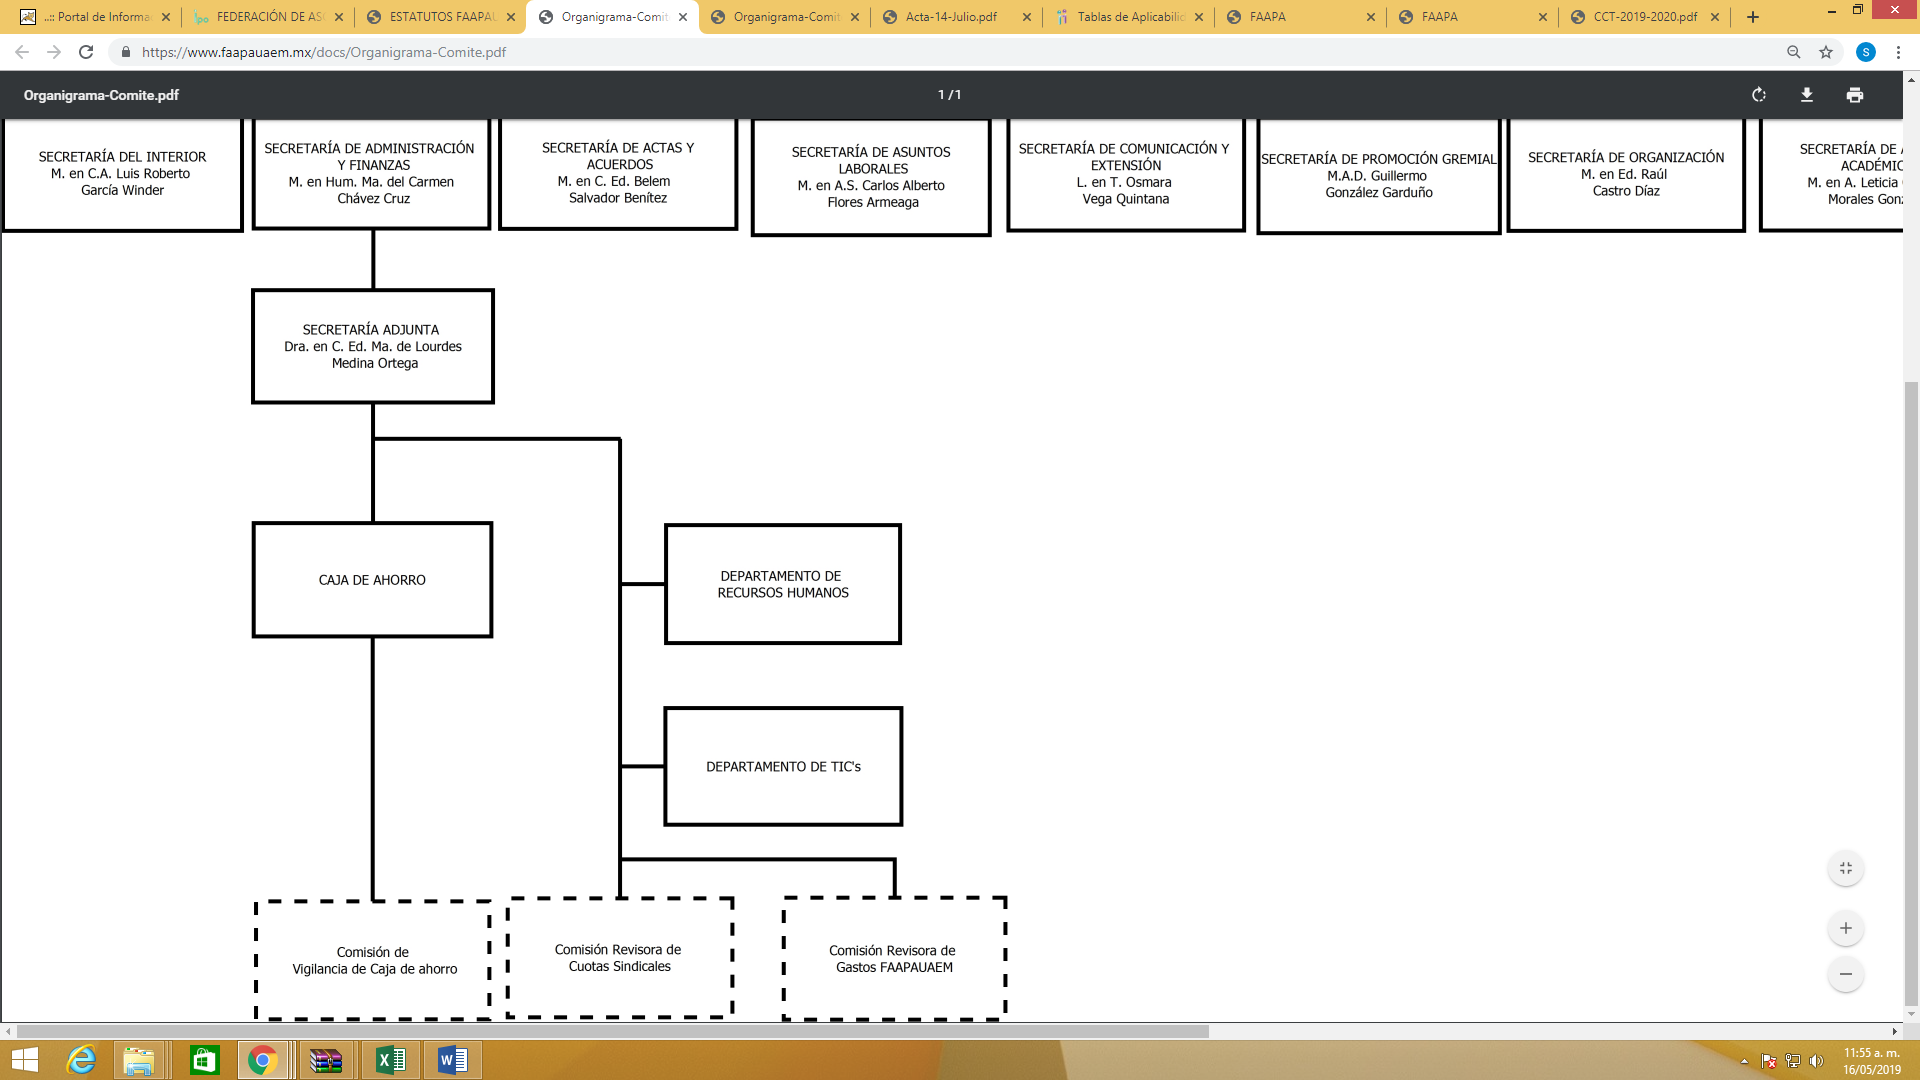 ..:: Portal de Informa
FEDERACIÓN DE AS
ESTATUTOS FAAPAU
Organigrama-Comit
Organigrama-Comit
Acta-14-Julio.pdf
Tablas de Aplicabilid
FAAPA
FAAPA
CCT-2019-2020.pdf
https://www.faapauaem.mx/docs/Organigrama-Comite.pdf
S
Organigrama-Comite.pdf
1 / 1
SECRETARÍA DEL INTERIOR
M. en C.A. Luis Roberto
García Winder
SECRETARÍA DE ADMINISTRACIÓN
Y FINANZAS
M. en Hum. Ma. del Carmen
Chávez Cruz
SECRETARÍA DE ACTAS Y
ACUERDOS
M. en C. Ed. Belem
Salvador Benítez
SECRETARÍA DE ASUNTOS
LABORALES
M. en A.S. Carlos Alberto
Flores Armeaga
SECRETARÍA DE COMUNICACIÓN Y
EXTENSIÓN
L. en T. Osmara
Vega Quintana
SECRETARÍA DE PROMOCIÓN GREMIAL
M.A.D. Guillermo
González Garduño
SECRETARÍA DE ORGANIZACIÓN
M. en Ed. Raúl
Castro Díaz
SECRETARÍA DE
ACADÉMIC
M. en A. Leticia
Morales Gonz
SECRETARÍA ADJUNTA
Dra. en C. Ed. Ma. de Lourdes
Medina Ortega
CAJA DE AHORRO
DEPARTAMENTO DE
RECURSOS HUMANOS
DEPARTAMENTO DE TIC's
Comisión de
Vigilancia de Caja de ahorro
Comisión Revisora de
Cuotas Sindicales
Comisión Revisora de
Gastos FAAPAUAEM
11:55 a. m.
16/05/2019